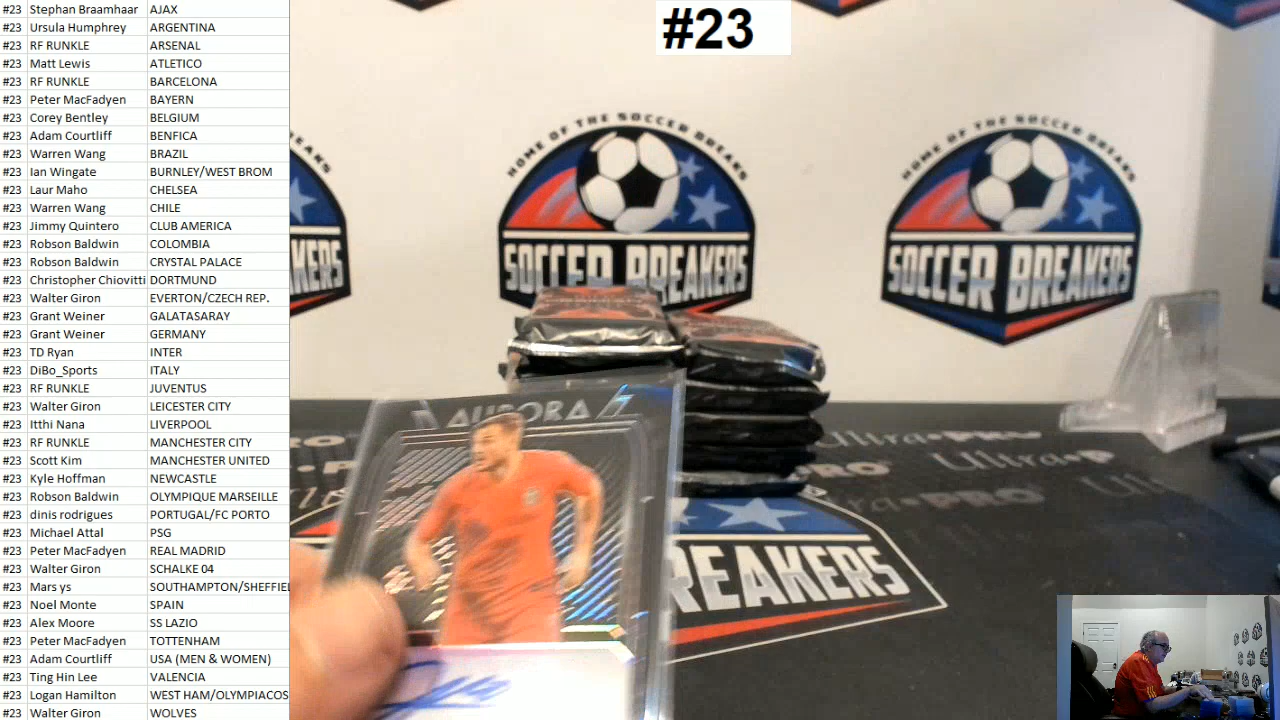 #23 Stephan Braamhaar AJAX
#23 Ursula Humphrey ARGENTINA
#23 RF RUNKLE ARSENAL
#23 Matt Lewis ATLETICO
#23 RF RUNKLE BARCELONA
#23 Peter MacFadyen BAYERN
#23 Corey Bentley BELGIUM
#23 Adam Courtliff BENFICA
#23 Warren Wang BRAZIL
#23 Ian Wingate BURNLEY/WEST BROM
#23 Laur Maho CHELSEA
#23 Warren Wang CHILE
#23 Jimmy Quintero CLUB AMERICA
#23 Robson Baldwin COLOMBIA
#23 Robson Baldwin CRYSTAL PALACE
#23 Christopher Chiovitti DORTMUND
#23 Walter Giron EVERTON/CZECH REP.
#23 Grant Weiner GALATASARAY
#23 Grant Weiner GERMANY
#23 TD Ryan INTER
#23 DiBo_Sports ITALY
#23 RF RUNKLE JUVENTUS
#23 Walter Giron LEICESTER CITY
#23 Itthi Nana LIVERPOOL
#23 RF RUNKLE MANCHESTER CITY
#23 Scott Kim MANCHESTER UNITED
#23 Kyle Hoffman NEWCASTLE
#23 Robson Baldwin OLYMPIQUE MARSEILLE
#23 dinis rodrigues PORTUGAL/FC PORTO
#23 Michael Attal PSG
#23 Peter MacFadyen REAL MADRID
#23 Walter Giron SCHALKE 04
#23 Mars ys SOUTHAMPTON/SHEFFIEL
#23 Noel Monte SPAIN
#23 Alex Moore SS LAZIO
#23 Peter MacFadyen TOTTENHAM
#23 Adam Courtliff USA (MEN & WOMEN)
#23 Ting Hin Lee VALENCIA
#23 Logan Hamilton WEST HAM/OLYMPIACOS
#23 Walter Giron WOLVES
#23
HOME OF THE SOCCER BREAKS
SOCCER BREAKERS
HOME OF THE SOCCER BREAKS
SOCCER BREAKERS
EAKS
KERS
AURORA
Ultra PRO
Ultra P
PRO
PRO
REAKERS